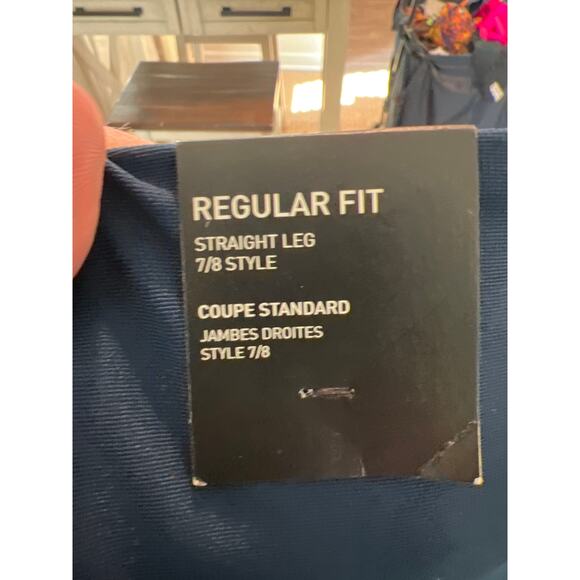 REGULAR FIT
STRAIGHT LEG
7/8 STYLE
COUPE STANDARD
JAMBES DROITES
STYLE 7/8